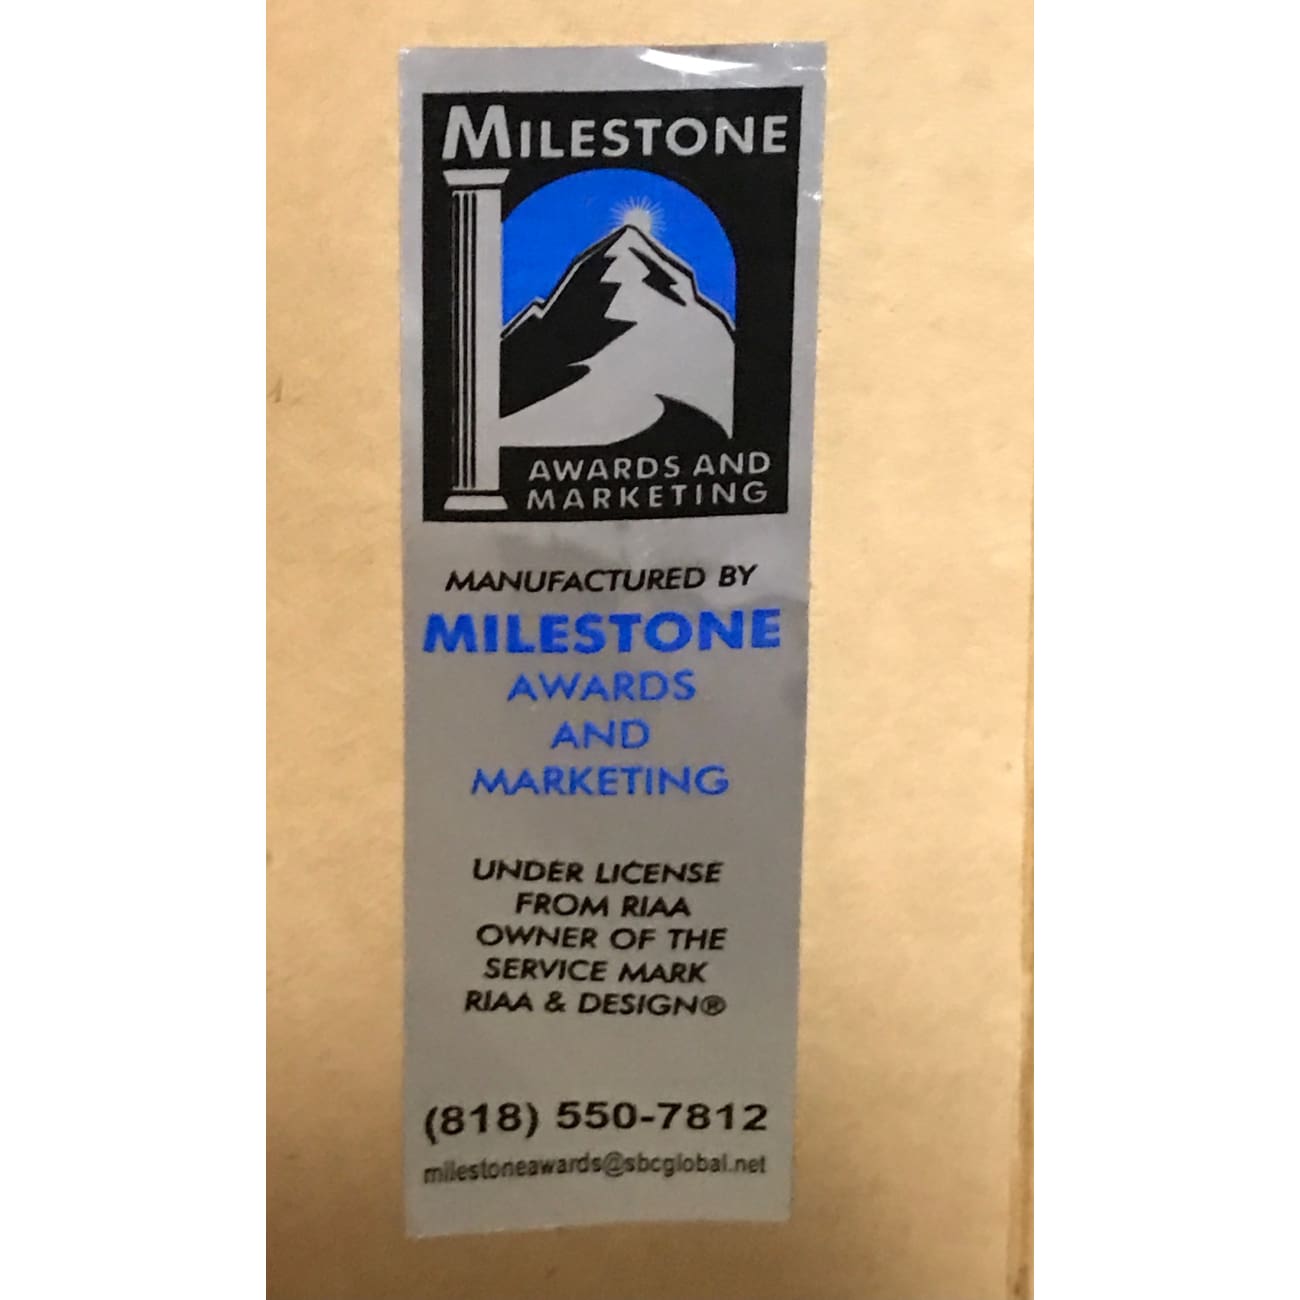 MILESTONE
AWARDS AND
MARKETING
MANUFACTURED BY
MILESTONE
AWARDS
AND
MARKETING
UNDER LICENSE
FROM RIAA
OWNER OF THE
SERVICE MARK
RIAA & DESIGN®
(818) 550-7812
milestoneawards@sbcglobal.net